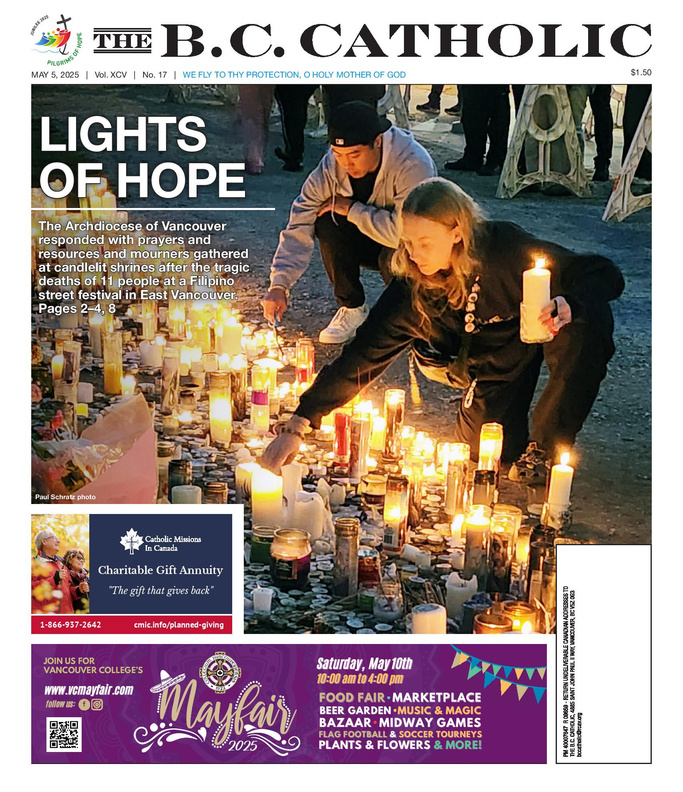 JUBILEE 2025
PILGRIMS OF HOPE
THE B.C. CATHOLIC
MAY 5, 2025 | Vol. XCV | No. 17 | WE FLY TO THY PROTECTION, O HOLY MOTHER OF GOD
$1.50
LIGHTS
OF HOPE
The Archdiocese of Vancouver
responded with prayers and
resources and mourners gathered
at candlelit shrines after the tragic
deaths of 11 people at a Filipino
street festival in East Vancouver.
Pages 2–4, 8
Paul Schratz photo
Catholic Missions
In Canada
Charitable Gift Annuity
"The gift that gives back"
1-866-937-2642
cmic.info/planned-giving
JOIN US FOR
VANCOUVER COLLEGE'S
www.vcmayfair.com
follow us:
Mayfair
2025
Saturday, May 10th
10:00 am to 4:00 pm
FOOD FAIR • MARKETPLACE
BEER GARDEN • MUSIC & MAGIC
BAZAAR • MIDWAY GAMES
FLAG FOOTBALL & SOCCER TOURNEYS
PLANTS & FLOWERS & MORE!
RETURN UNDELIVERABLE CANADIAN ADDRESSES TO
THE B.C. CATHOLIC, 4885 SAINT JOHN PAUL II WAY, VANCOUVER, BC V5Z 0G3
bccatholic@rcav.org